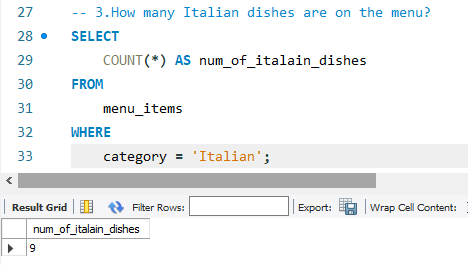 27 -- 3.How many Italian dishes are on the menu?
28 SELECT
29 COUNT(*) AS num_of_italain_dishes
30 FROM
31 menu_items
32 WHERE
33 category = 'Italian';
Result Grid Filter Rows: Export: Wrap Cell Content:
num_of_italain_dishes
9